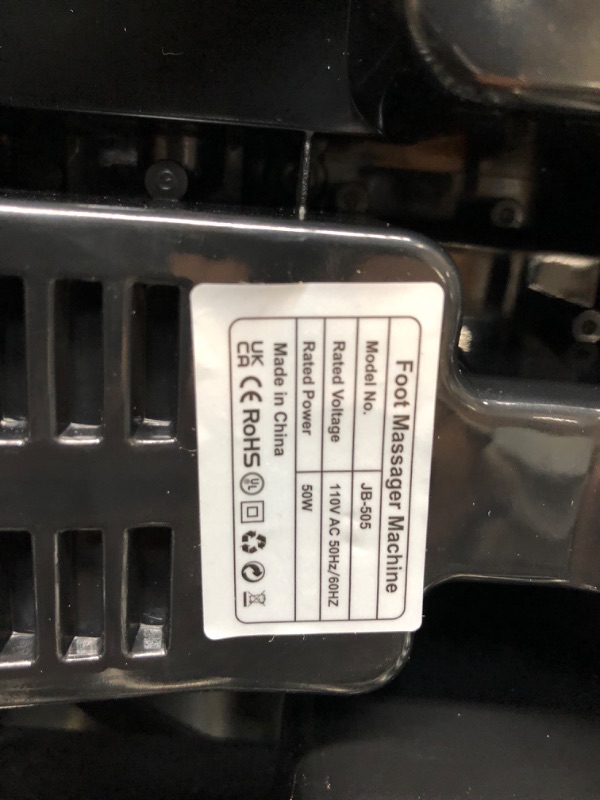 Foot Massager Machine
Model No. JB-505
Rated Voltage 110V AC 50Hz/60HZ
Rated Power 50W
Made in China
UK CA CE RoHS UL